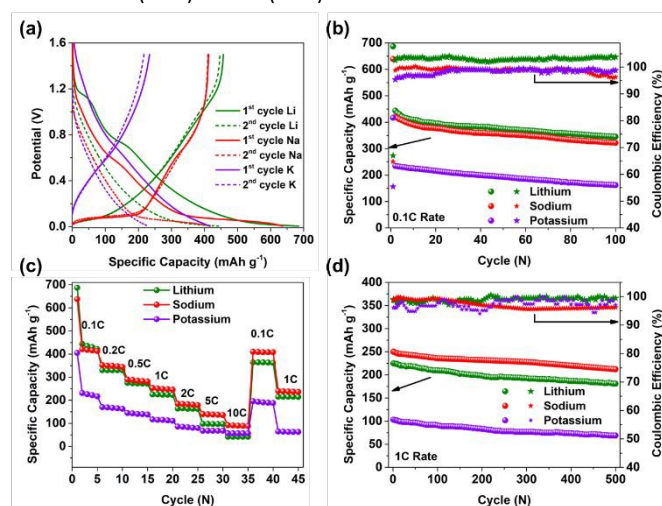 (a)
1.6
1.2
0.8
0.4
0.0
Potential (V)
1st cycle Li
2nd cycle Li
1st cycle Na
2nd cycle Na
1st cycle K
2nd cycle K
0 100 200 300 400 500 600 700
Specific Capacity (mAh g-1)
(b)
700
600
500
400
300
200
100
0
Specific Capacity (mAh g-1)
100
90
80
70
60
50
40
Coulombic Efficiency (%)
Lithium
Sodium
Potassium
0.1C Rate
0 20 40 60 80 100
Cycle (N)
(c)
700
600
500
400
300
200
100
0
Specific Capacity (mAh g-1)
Lithium
Sodium
Potassium
0.1C
0.2C
0.5C
1C
2C
5C
10C
0.1C
1C
0 5 10 15 20 25 30 35 40 45
Cycle (N)
(d)
400
350
300
250
200
150
100
50
0
Specific Capacity (mAh g-1)
100
90
80
70
60
50
40
Coulombic Efficiency (%)
Lithium
Sodium
Potassium
1C Rate
0 100 200 300 400 500
Cycle (N)